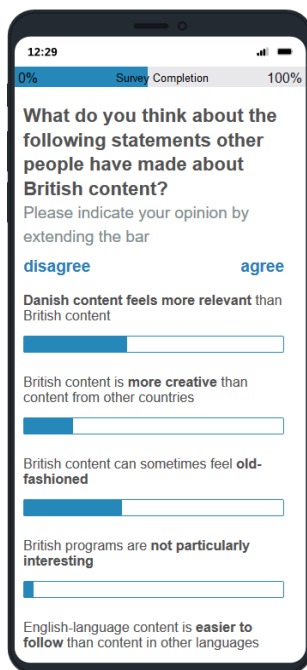 12:29
0% Survey Completion 100%
What do you think about the
following statements other
people have made about
British content?
Please indicate your opinion by
extending the bar
disagree agree
Danish content feels more relevant than
British content
British content is more creative than
content from other countries
British content can sometimes feel old-
fashioned
British programs are not particularly
interesting
English-language content is easier to
follow than content in other languages